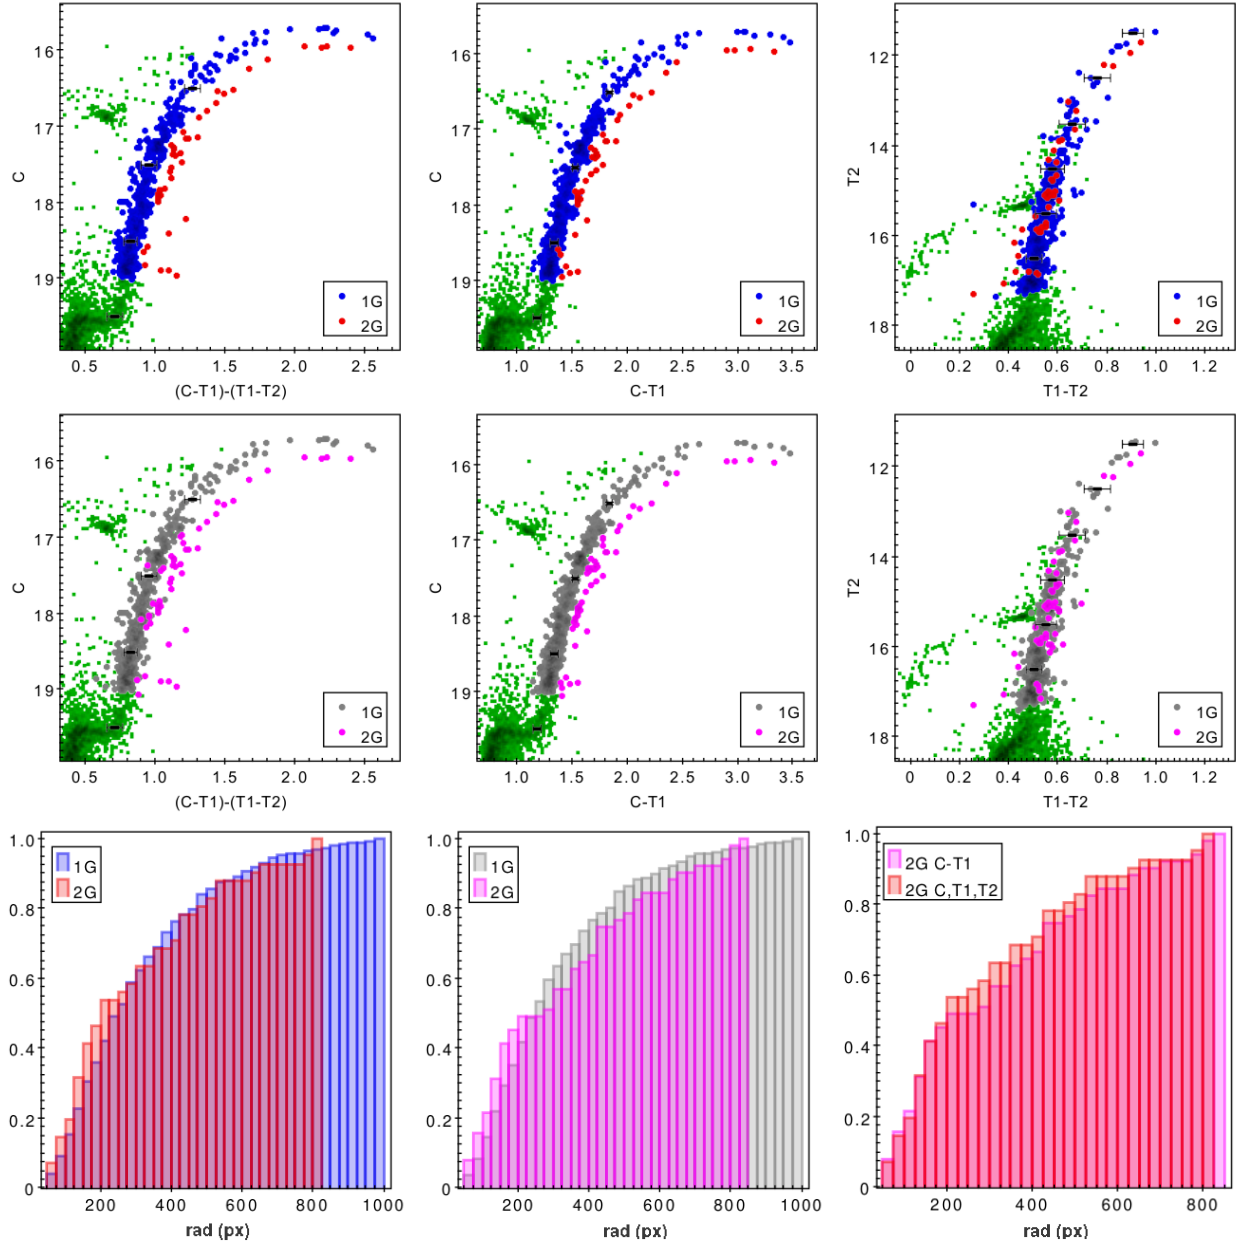 16
17
18
19
C
0.5
1.0
1.5
2.0
2.5
(C-T1)-(T1-T2)
1G
2G
16
17
18
19
C
1.0
1.5
2.0
2.5
3.0
3.5
C-T1
1G
2G
12
14
16
18
T2
0
0.2
0.4
0.6
0.8
1.0
1.2
T1-T2
1G
2G
16
17
18
19
C
0.5
1.0
1.5
2.0
2.5
(C-T1)-(T1-T2)
1G
2G
16
17
18
19
C
1.0
1.5
2.0
2.5
3.0
3.5
C-T1
1G
2G
12
14
16
18
T2
0
0.2
0.4
0.6
0.8
1.0
1.2
T1-T2
1G
2G
1.0
0.8
0.6
0.4
0.2
0
200
400
600
800
1000
rad (px)
1G
2G
1.0
0.8
0.6
0.4
0.2
0
200
400
600
800
1000
rad (px)
1G
2G
1.0
0.8
0.6
0.4
0.2
0
200
400
600
800
rad (px)
2G C-T1
2G C,T1,T2